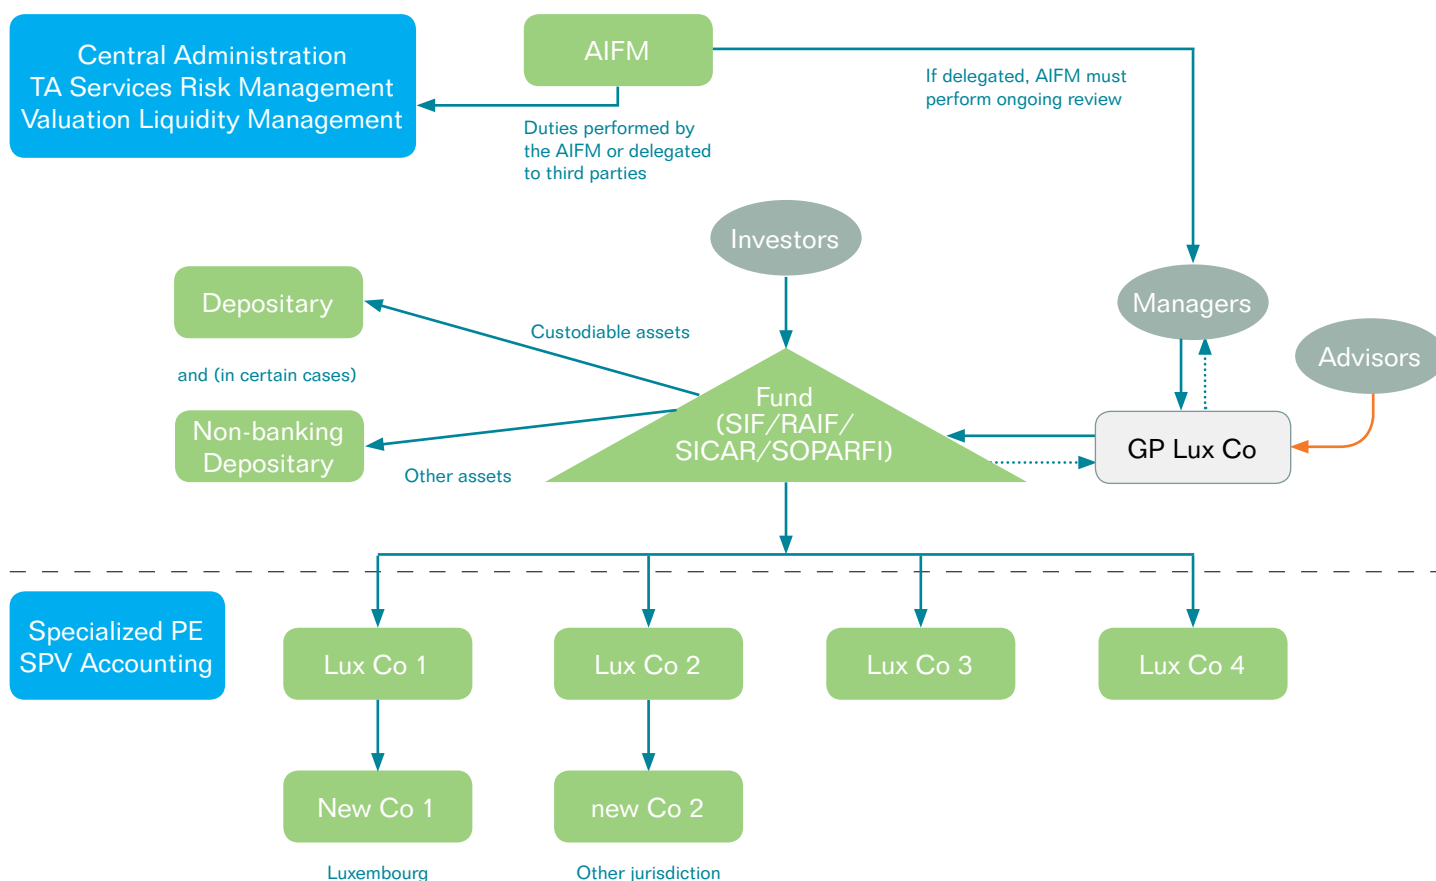 Central Administration
TA Services Risk Management
Valuation Liquidity Management
AIFM
If delegated, AIFM must
perform ongoing review
Duties performed by
the AIFM or delegated
to third parties
Investors
Depositary
Custodiable assets
Managers
Advisors
and (in certain cases)
Non-banking
Depositary
Other assets
Fund
(SIF/RAIF/
SICAR/SOPARFI)
GP Lux Co
Specialized PE
SPV Accounting
Lux Co 1
Lux Co 2
Lux Co 3
Lux Co 4
New Co 1
new Co 2
Luxembourg
Other jurisdiction